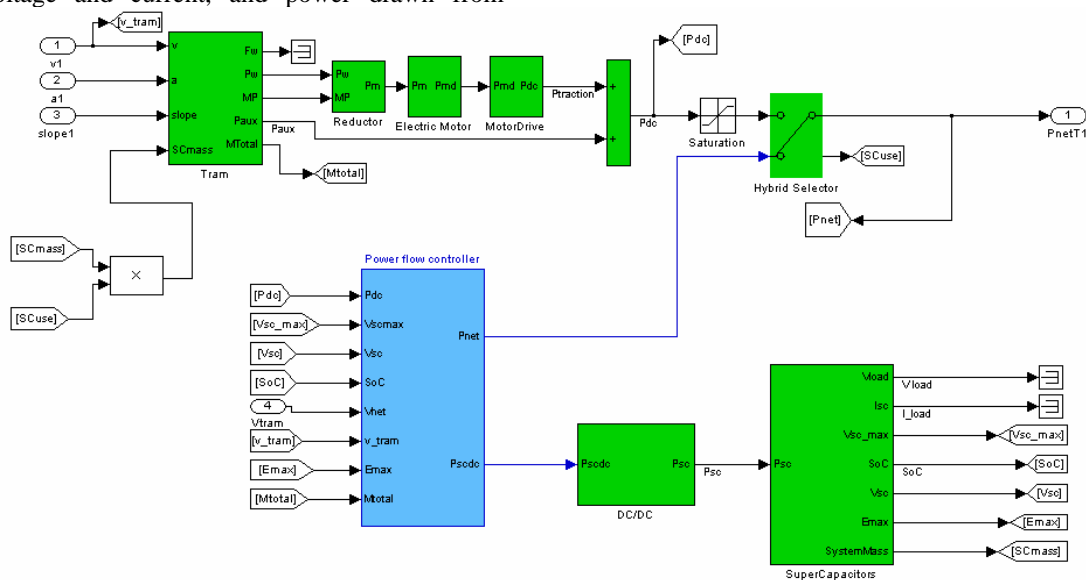 oltage and current, and power drawn from
[v_tram]
1
v1
2
a1
3
slope1
v
a
slope
SCmass
Fw
Pw
MP
Paux
MTotal
Tram
Paux
[Mtotal]
Pw
MP
Pm
Reductor
Pm
Pmd
Electric Motor
Pmd
Pdc
MotorDrive
Ptraction
+
+
Pdc
[Pdc]
Saturation
Hybrid Selector
[SCuse]
[Pnet]
1
PnetT1
[SCmass]
[SCuse]
×
Power flow controller
[Pdc]
[Vsc_max]
[Vsc]
[SoC]
4
Vtram
[v_tram]
[Emax]
[Mtotal]
Pdc
Vscmax
Vsc
SoC
Vhet
v_tram
Emax
Mtotal
Pnet
Pscdc
Pscdc
Psc
DC/DC
Psc
Psc
Vload
Isc
Vsc_max
SoC
Vsc
Emax
SystemMass
SuperCapacitors
Vload
I_load
[Vsc_max]
SoC
[SoC]
[Vsc]
[Emax]
[SCmass]